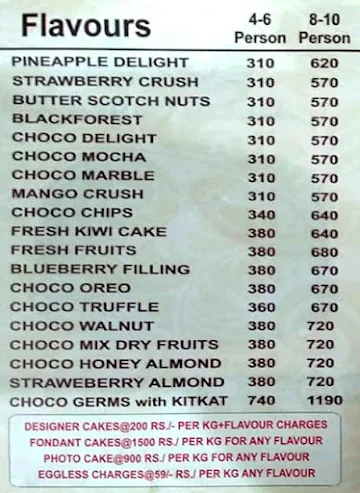 Flavours 4-6 Person 8-10 Person
PINEAPPLE DELIGHT 310 620
STRAWBERRY CRUSH 310 570
BUTTER SCOTCH NUTS 310 570
BLACKFOREST 310 570
CHOCO DELIGHT 310 570
CHOCO MOCHA 310 570
CHOCO MARBLE 310 570
MANGO CRUSH 310 570
CHOCO CHIPS 340 640
FRESH KIWI CAKE 380 640
FRESH FRUITS 380 680
BLUEBERRY FILLING 380 670
CHOCO OREO 380 670
CHOCO TRUFFLE 360 670
CHOCO WALNUT 380 720
CHOCO MIX DRY FRUITS 380 720
CHOCO HONEY ALMOND 380 720
STRAWEBERRY ALMOND 380 720
CHOCO GERMS with KITKAT 740 1190
DESIGNER CAKES@200 RS./- PER KG+FLAVOUR CHARGES
FONDANT CAKES@1500 RS./ PER KG FOR ANY FLAVOUR
PHOTO CAKE@900 RS./ PER KG FOR ANY FLAVOUR
EGGLESS CHARGES@59/- RS./ PER KG ANY FLAVOUR